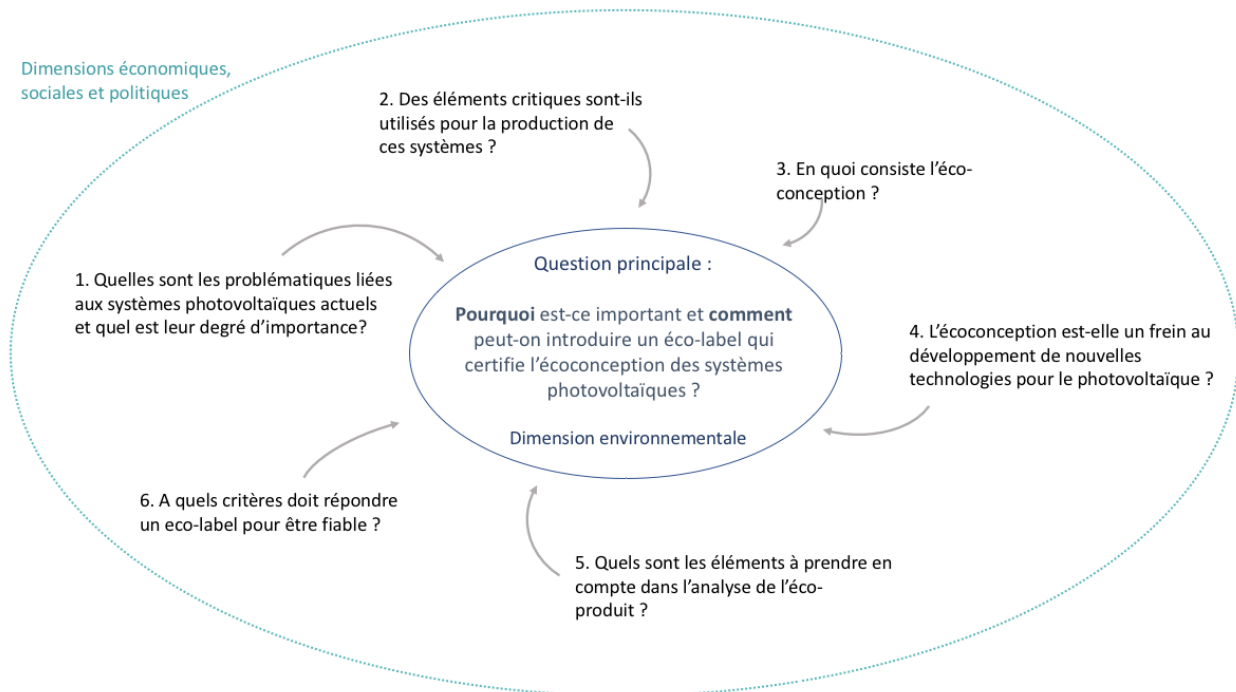 Dimensions économiques,
sociales et politiques
2. Des éléments critiques sont-ils
utilisés pour la production de
ces systèmes ?
3. En quoi consiste l’éco-
conception ?
1. Quelles sont les problématiques liées
aux systèmes photovoltaïques actuels
et quel est leur degré d’importance?
Question principale :
Pourquoi est-ce important et comment
peut-on introduire un éco-label qui
certifie l’écoconception des systèmes
photovoltaïques ?
Dimension environnementale
4. L’écoconception est-elle un frein au
développement de nouvelles
technologies pour le photovoltaïque ?
6. A quels critères doit répondre
un eco-label pour être fiable ?
5. Quels sont les éléments à prendre en
compte dans l’analyse de l’éco-
produit ?